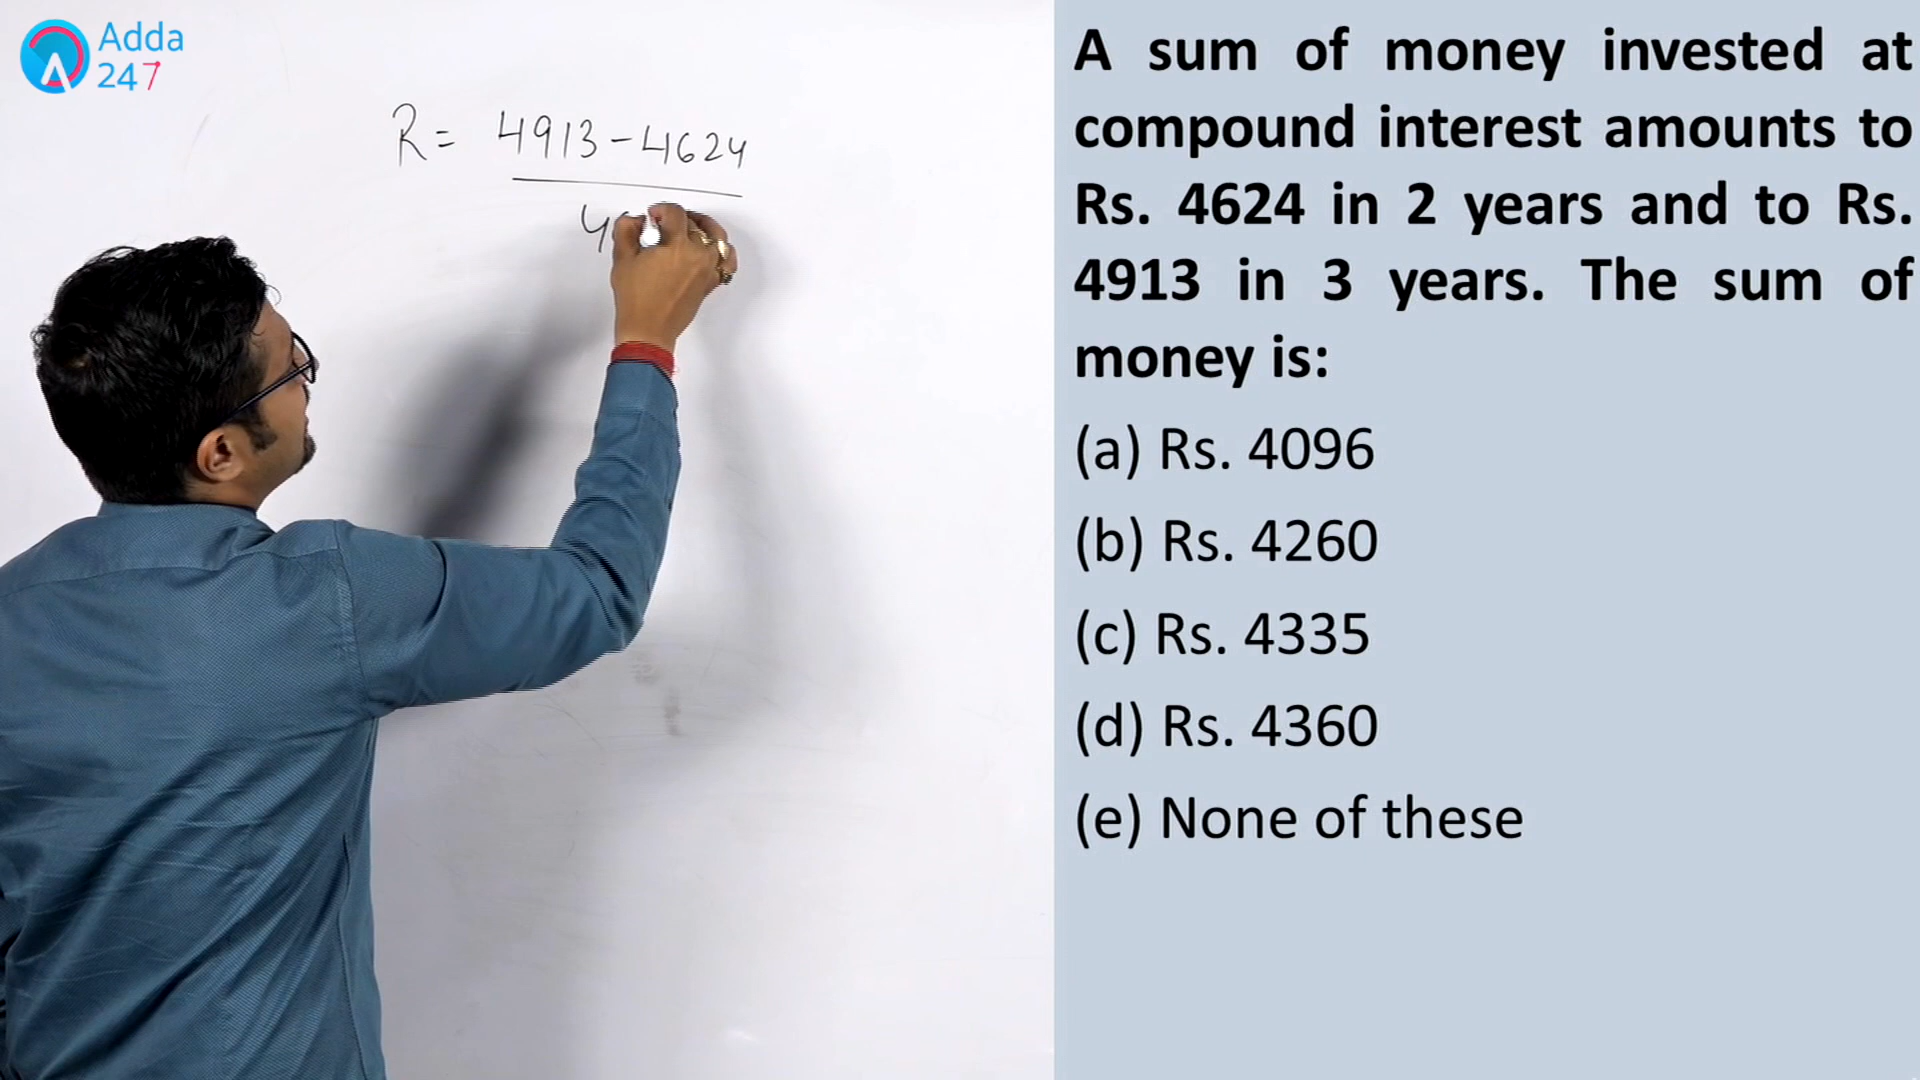 Adda
247
R = 4913 - 4624
A sum of money invested at
compound interest amounts to
Rs. 4624 in 2 years and to Rs.
4913 in 3 years. The sum of
money is:
(a) Rs. 4096
(b) Rs. 4260
(c) Rs. 4335
(d) Rs. 4360
(e) None of these